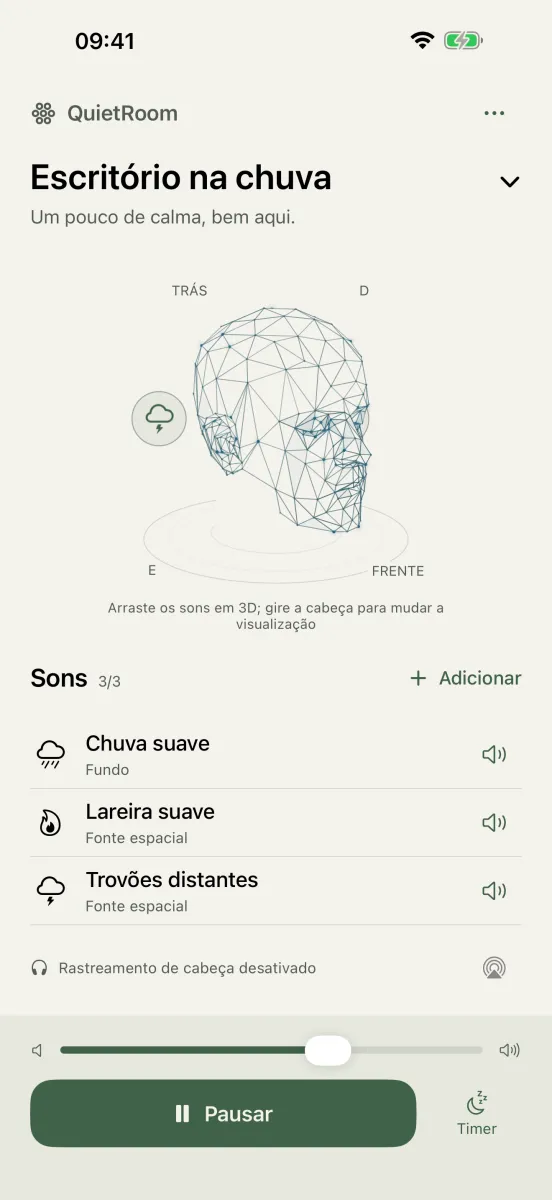 09:41
QuietRoom
Escritório na chuva
Um pouco de calma, bem aqui.
TRÁS
D
E
FRENTE
Arraste os sons em 3D; gire a cabeça para mudar a
visualização
Sons 3/3
+ Adicionar
Chuva suave
Fundo
Lareira suave
Fonte espacial
Trovões distantes
Fonte espacial
Rastreamento de cabeça desativado
Pausar
Timer